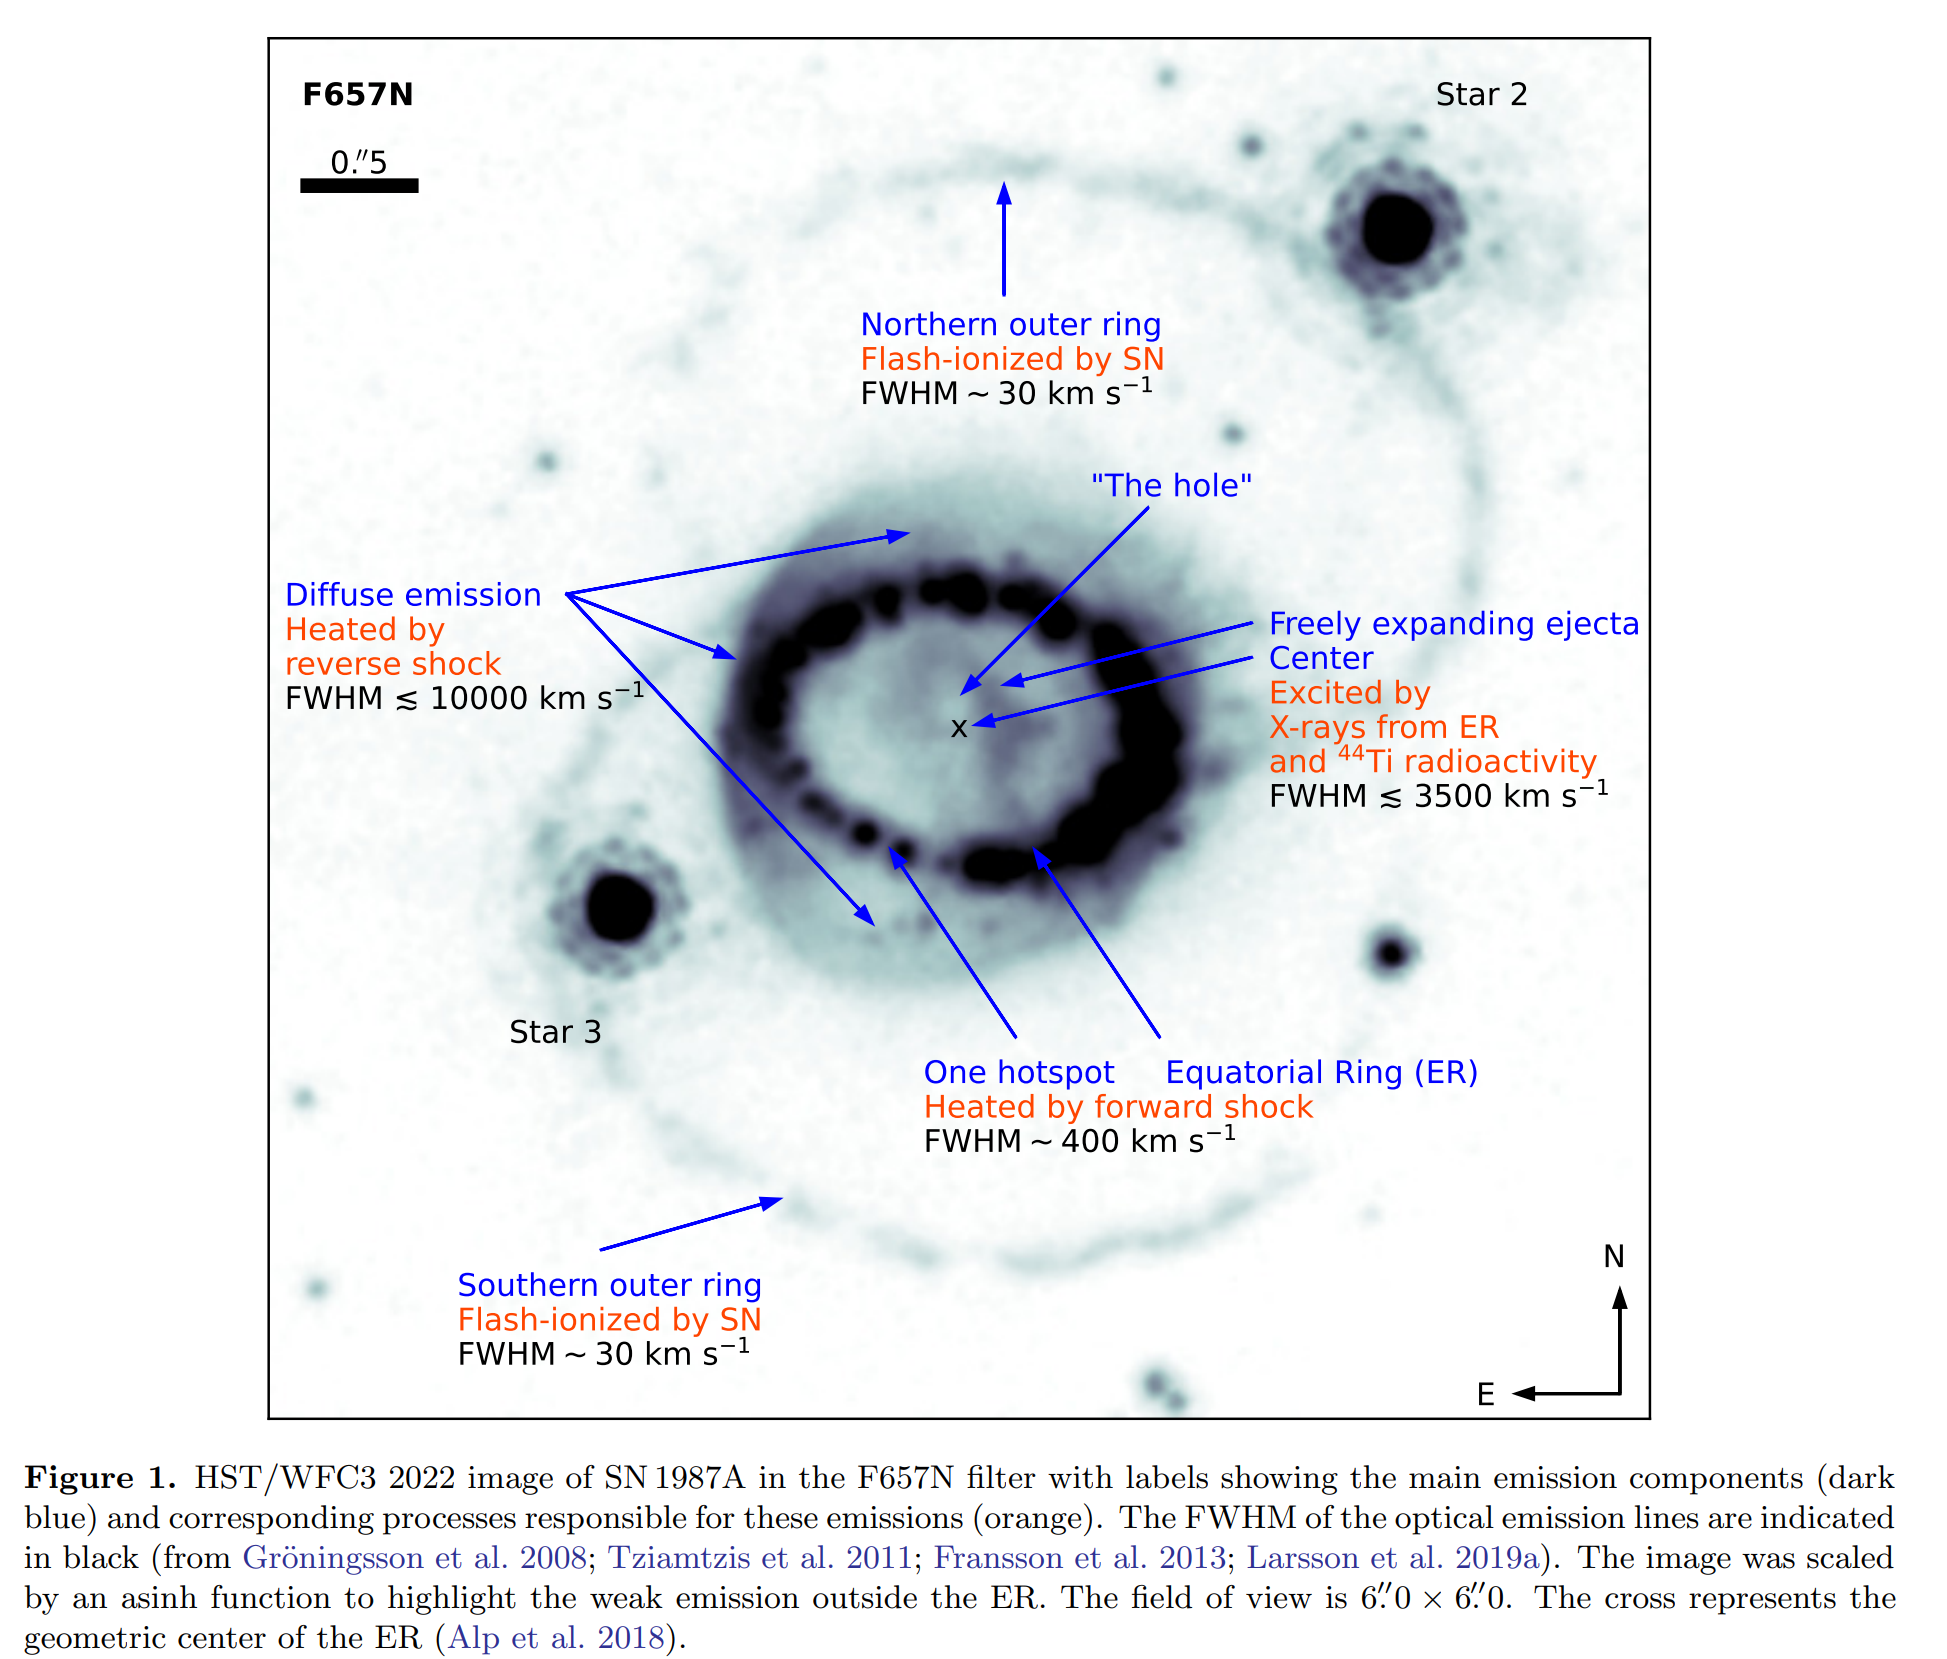 F657N
Star 2
0.″5
Northern outer ring
Flash-ionized by SN
FWHM ~ 30 km s⁻¹
"The hole"
Diffuse emission
Heated by
reverse shock
FWHM ≲ 10000 km s⁻¹
Freely expanding ejecta
Center
Excited by
X-rays from ER
and ⁴⁴Ti radioactivity
FWHM ≲ 3500 km s⁻¹
x
Star 3
One hotspot Equatorial Ring (ER)
Heated by forward shock
FWHM ~ 400 km s⁻¹
Southern outer ring
Flash-ionized by SN
FWHM ~ 30 km s⁻¹
N
E
Figure 1. HST/WFC3 2022 image of SN 1987A in the F657N filter with labels showing the main emission components (dark
blue) and corresponding processes responsible for these emissions (orange). The FWHM of the optical emission lines are indicated
in black (from Gröningsson et al. 2008; Tziamtzis et al. 2011; Fransson et al. 2013; Larsson et al. 2019a). The image was scaled
by an asinh function to highlight the weak emission outside the ER. The field of view is 6.″0 × 6.″0. The cross represents the
geometric center of the ER (Alp et al. 2018).